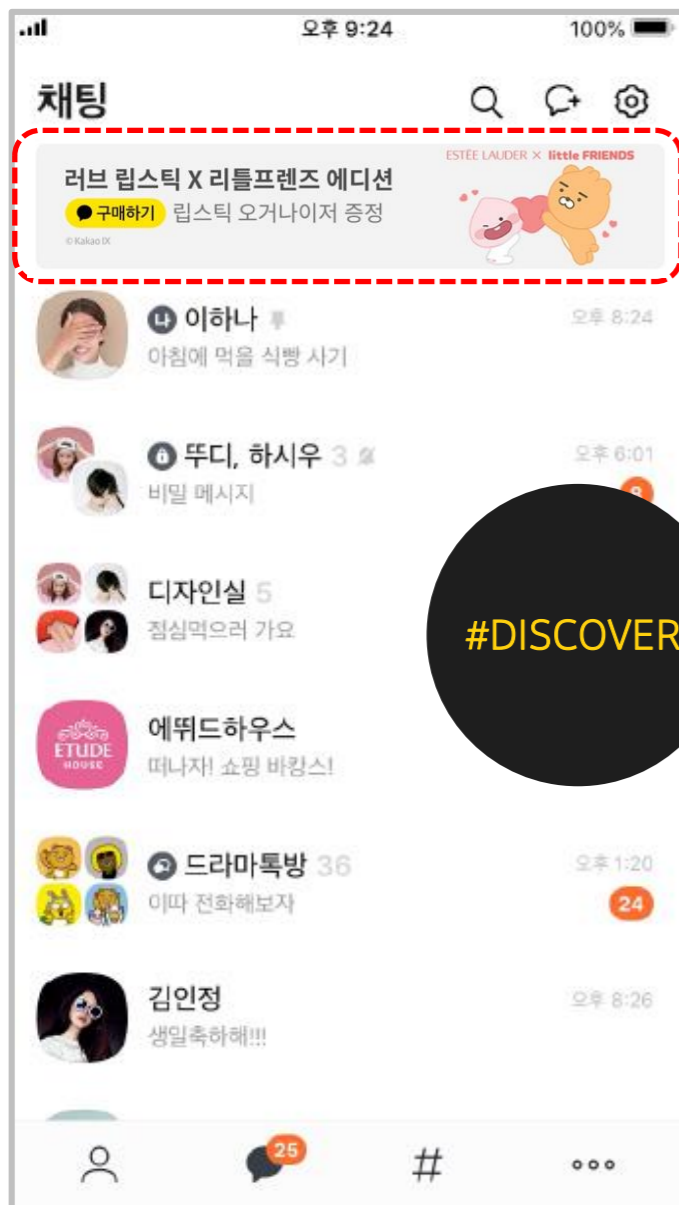 오후 9:24
100%
채팅
ESTĒE LAUDER × little FRIENDS
러브 립스틱 X 리틀프렌즈 에디션
구매하기 립스틱 오거나이저 증정
© Kakao IX
나 이하나
오후 8:24
아침에 먹을 식빵 사기
뚜디, 하시우 3
오후 6:01
비밀 메시지
디자인실 5
점심먹으러 가요
#DISCOVER
ETUDE
HOUSE
에뛰드하우스
떠나자! 쇼핑 바캉스!
드라마톡방 36
오후 1:20
이따 전화해보자
24
김인정
오후 8:26
생일축하해!!!
25
#